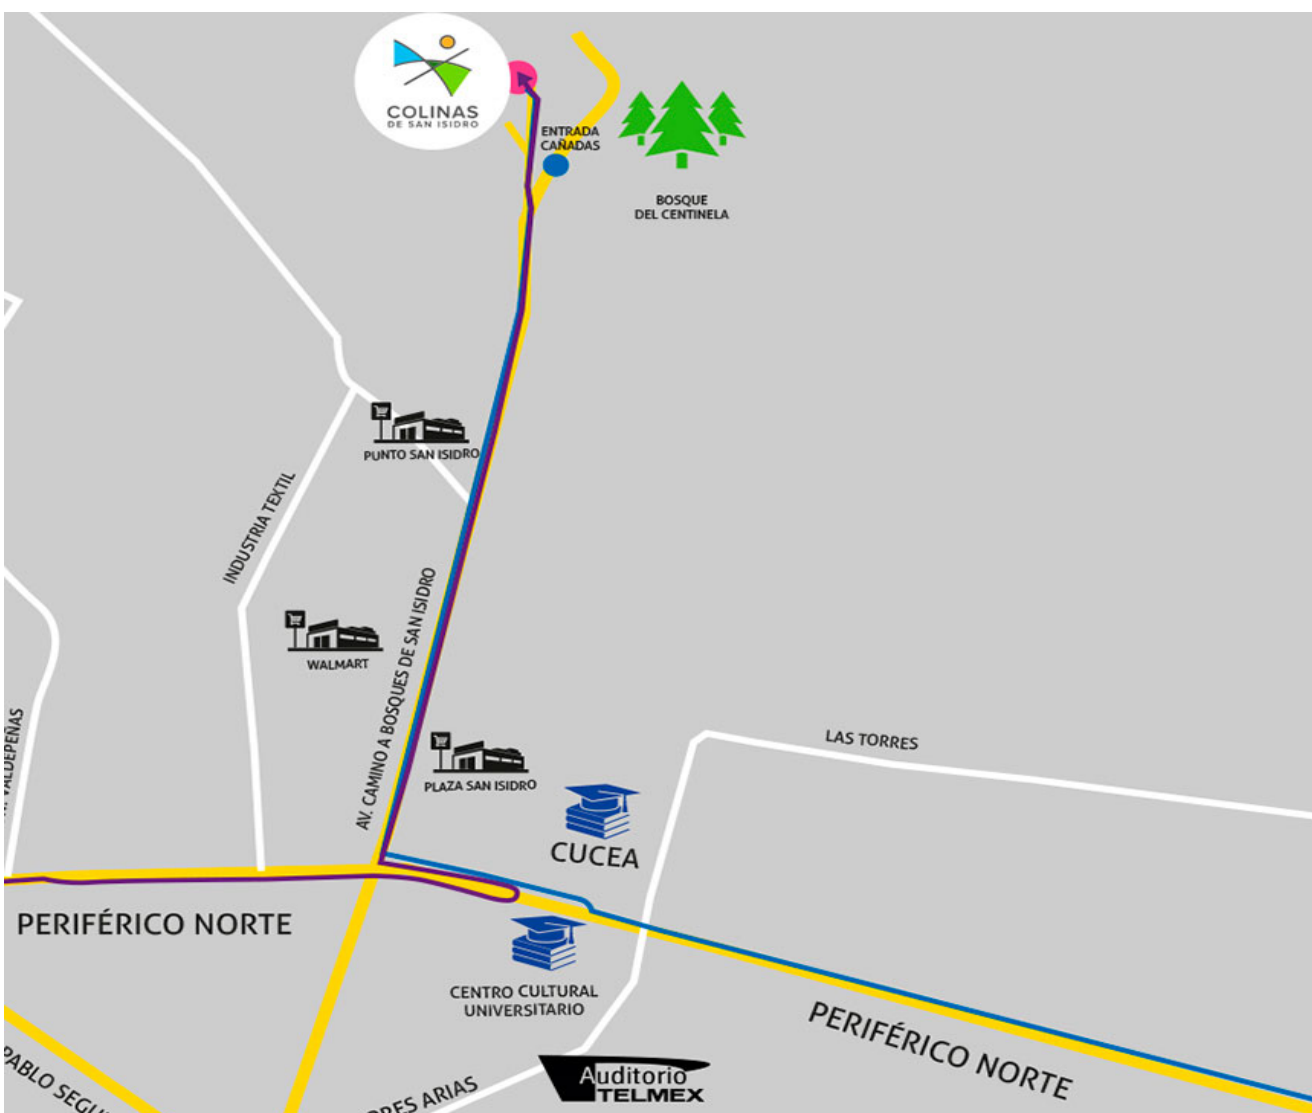 COLINAS
DE SAN ISIDRO
ENTRADA
CAÑADAS
BOSQUE
DEL CENTINELA
PUNTO SAN ISIDRO
INDUSTRIA TEXTIL
WALMART
AV. CAMINO A BOSQUES DE SAN ISIDRO
VALDEPEÑAS
PLAZA SAN ISIDRO
LAS TORRES
CUCEA
PERIFÉRICO NORTE
CENTRO CULTURAL
UNIVERSITARIO
PERIFÉRICO NORTE
PABLO
ARIAS
Auditorio
TELMEX